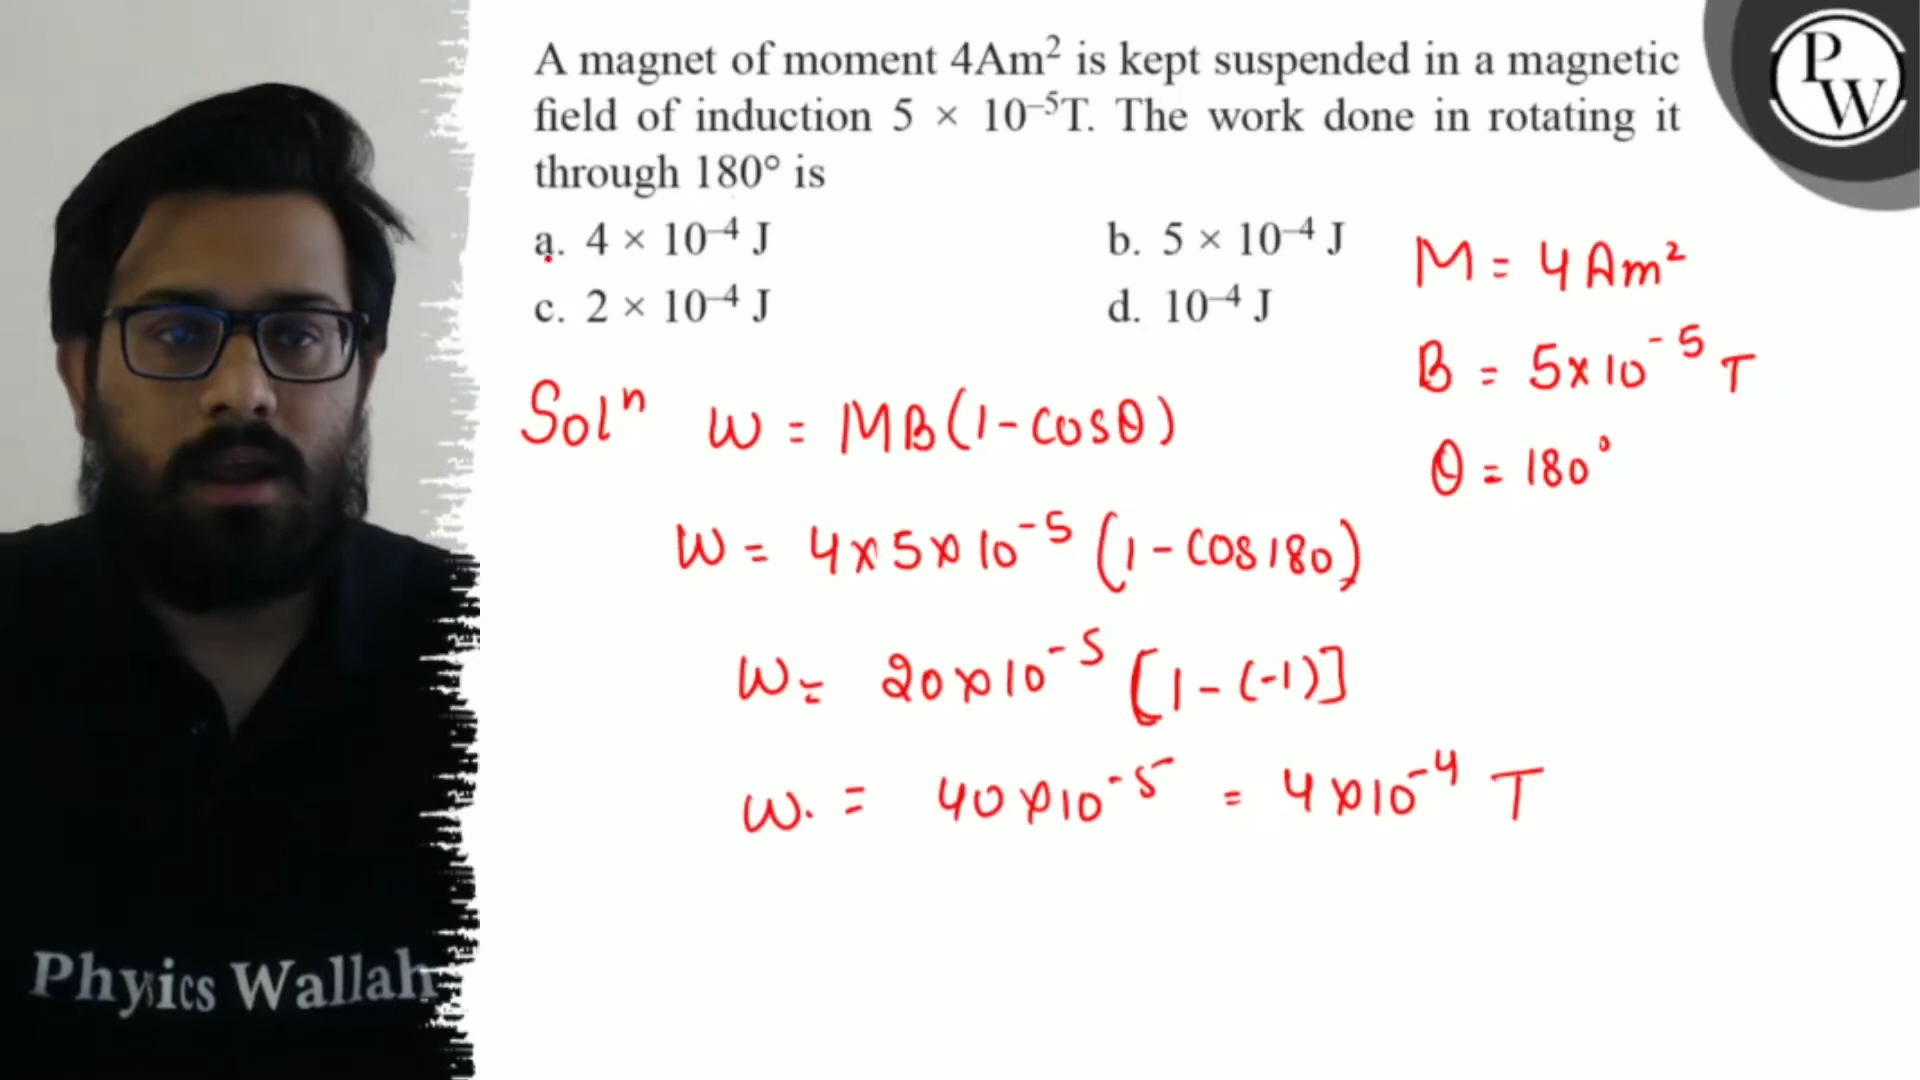 A magnet of moment 4Am² is kept suspended in a magnetic
field of induction 5 × 10⁻⁵T. The work done in rotating it
through 180° is
a. 4 × 10⁻⁴ J
b. 5 × 10⁻⁴ J
c. 2 × 10⁻⁴ J
d. 10⁻⁴ J
M = 4Am²
B = 5×10⁻⁵ T
θ = 180°
Solⁿ W = MB(1-cosθ)
W = 4×5×10⁻⁵ (1-cos180)
W = 20×10⁻⁵ [1-(-1)]
W. = 40×10⁻⁵ = 4×10⁻⁴ T
PW
Physics Wallah